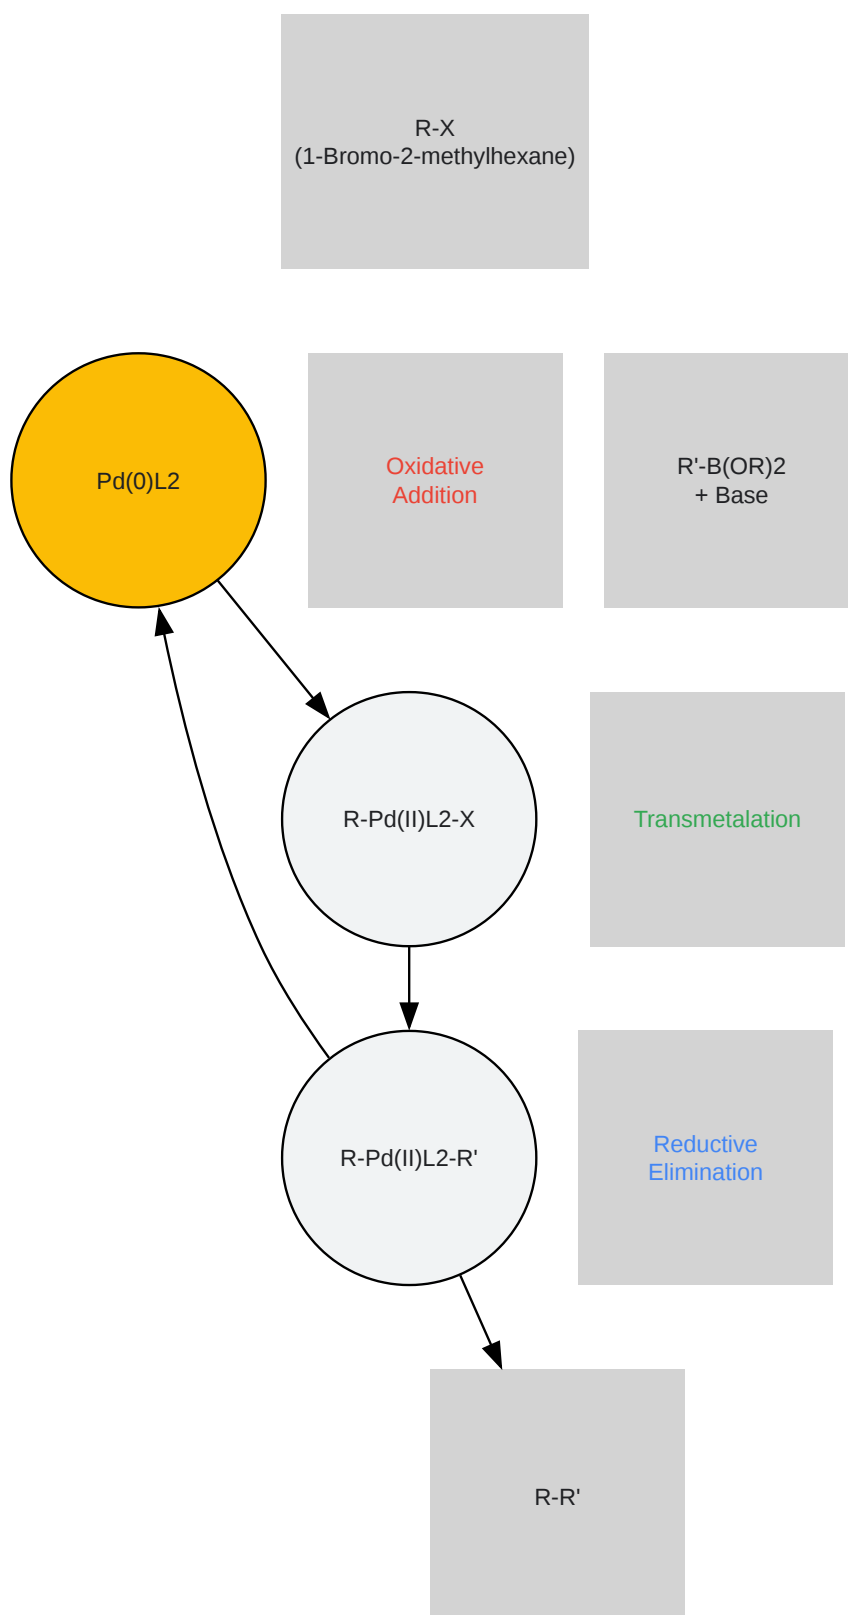 R-X
(1-Bromo-2-methylhexane)
Pd(0)L2
Oxidative
Addition
R'-B(OR)2
+ Base
R-Pd(II)L2-X
Transmetalation
R-Pd(II)L2-R'
Reductive
Elimination
R-R'